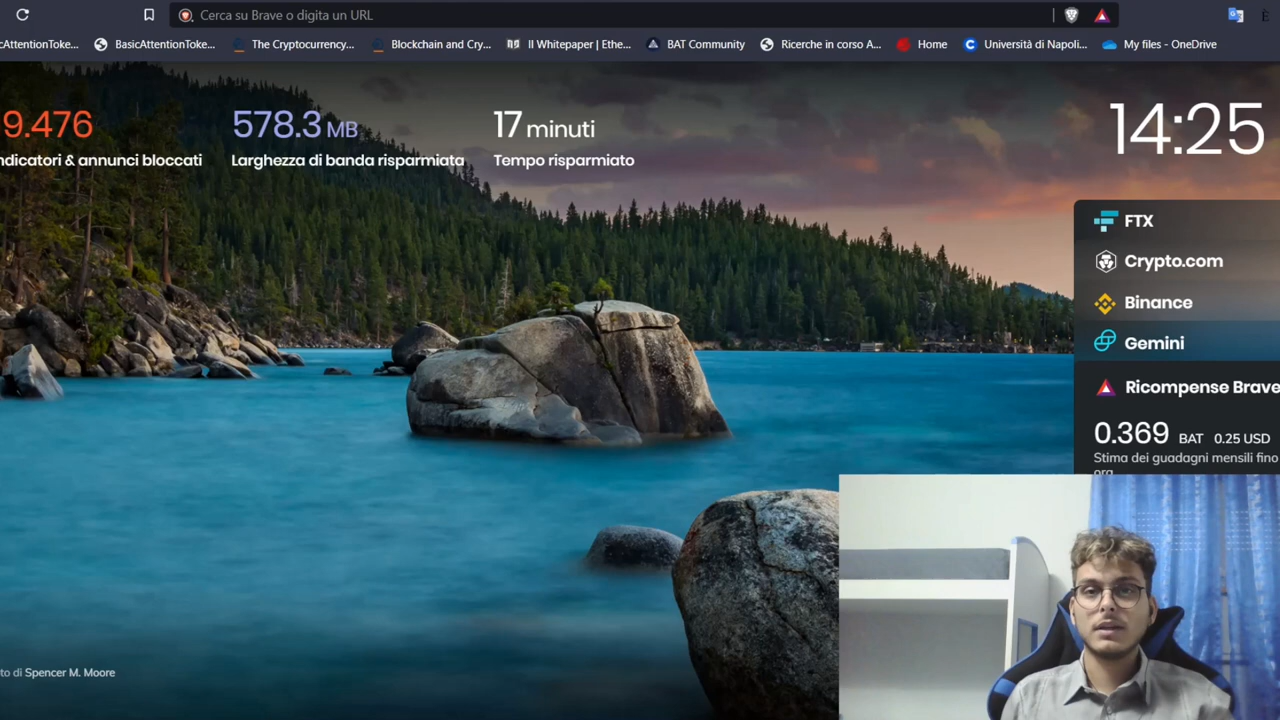 Cerca su Brave o digita un URL
cAttentionToke...
BasicAttentionToke...
The Cryptocurrency...
Blockchain and Cry...
Il Whitepaper | Ethe...
BAT Community
Ricerche in corso A...
Home
Università di Napoli...
My files - OneDrive
9.476
578.3 MB
17 minuti
14:25
ndicatori & annunci bloccati
Larghezza di banda risparmiata
Tempo risparmiato
FTX
Crypto.com
Binance
Gemini
Ricompense Brave
0.369 BAT 0.25 USD
Stima dei guadagni mensili fino
ora
to di Spencer M. Moore